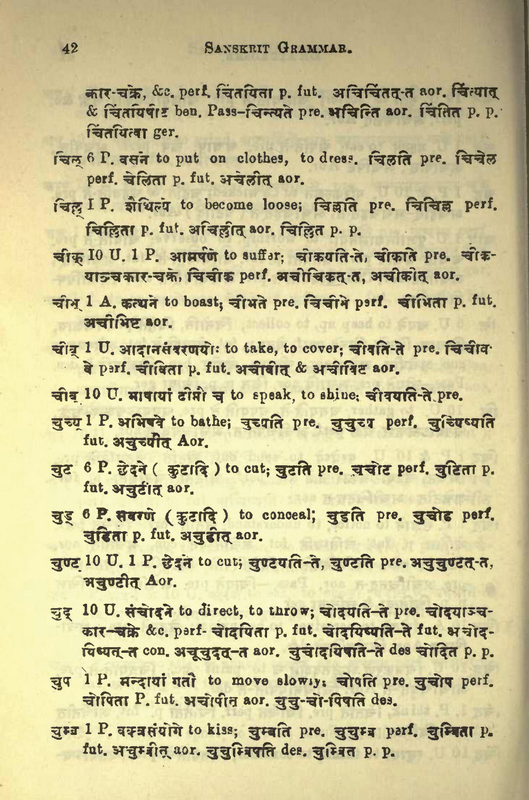 42 SANSKRIT GRAMMAR.
कार-चक्रे, &c. perf. चिंतयिता p. fut. अचिचिंतत्-त aor. चिंत्यात्
& चिंतयिषीष्ट ben. Pass-चिन्त्यते pre. अचिन्ति aor. चिंतित p. p.
चिंतयित्वा ger.
चिल् 6 P. वसने to put on clothes, to dress. चिलति pre. चिचेल
perf. चेलिता p. fut. अचेलीत् aor.
चिल्ल् 1 P. शैथिल्ये to become loose; चिल्लति pre. चिचिल्ल perf.
चिल्लिता p. fut. अचिल्लीत् aor. चिल्लित p. p.
चीक् 10 U. 1 P. आमर्षणे to suffer; चीकयति-ते, चीकति pre. चीक-
याञ्चकार-चक्रे, चिचीक perf. अचीचिकत्-त, अचीकीत् aor.
चीभ् 1 A. कत्थने to boast; चीभते pre. चिचीभे perf. चीभिता p. fut.
अचीभिष्ट aor.
चीव् 1 U. आदानसंवरणयोः to take, to cover; चीवति-ते pre. चिचीव
वे perf. चीविता p. fut. अचीवीत् & अचीविष्ट aor.
चीव् 10 U. भाषायां दीप्तौ च to speak, to shine; चीवयति-ते pre.
चुच्य् 1 P. अभिषवे to bathe; चुच्यति pre. चुचुच्य perf. चुच्यिष्यति
fut. अचुच्यीत् Aor.
चुट 6 P. छेदने ( कुटादि ) to cut; चुटति pre. चचोट perf. चुटिता p.
fut. अचुटीत् aor.
चुड् 6 P. संवरणे ( कुटादि ) to conceal; चुडति pre. चुचोड perf.
चुडिता p. fut. अचुडीत् aor.
चुण्ट् 10 U. 1 P. छेदने to cut; चुण्टयति-ते, चुण्टति pre. अचुचुण्टत्-त,
अचुण्टीत् Aor.
चुद् 10 U. संचोदने to direct, to throw; चोदयति-ते pre. चोदयाञ्च-
कार-चक्रे &c. perf- चोदयिता p. fut. चोदयिष्यति-ते fut. अचोद-
यिष्यत्-त con. अचूचुदत्-त aor. चुचोदयिषति-ते des चोदित p. p.
चुप 1 P. मन्दायां गतौ to move slowly; चोपति pre. चुचोप perf.
चोपिता P. fut. अचोपीत् aor. चुचु-चो-पिषति des.
चुम्ब् 1 P. वक्त्रसंयोगे to kiss; चुम्बति pre. चुचुम्ब perf. चुम्बिता p.
fut. अचुम्बीत् aor. चुचुम्बिषति des. चुम्बित p. p.